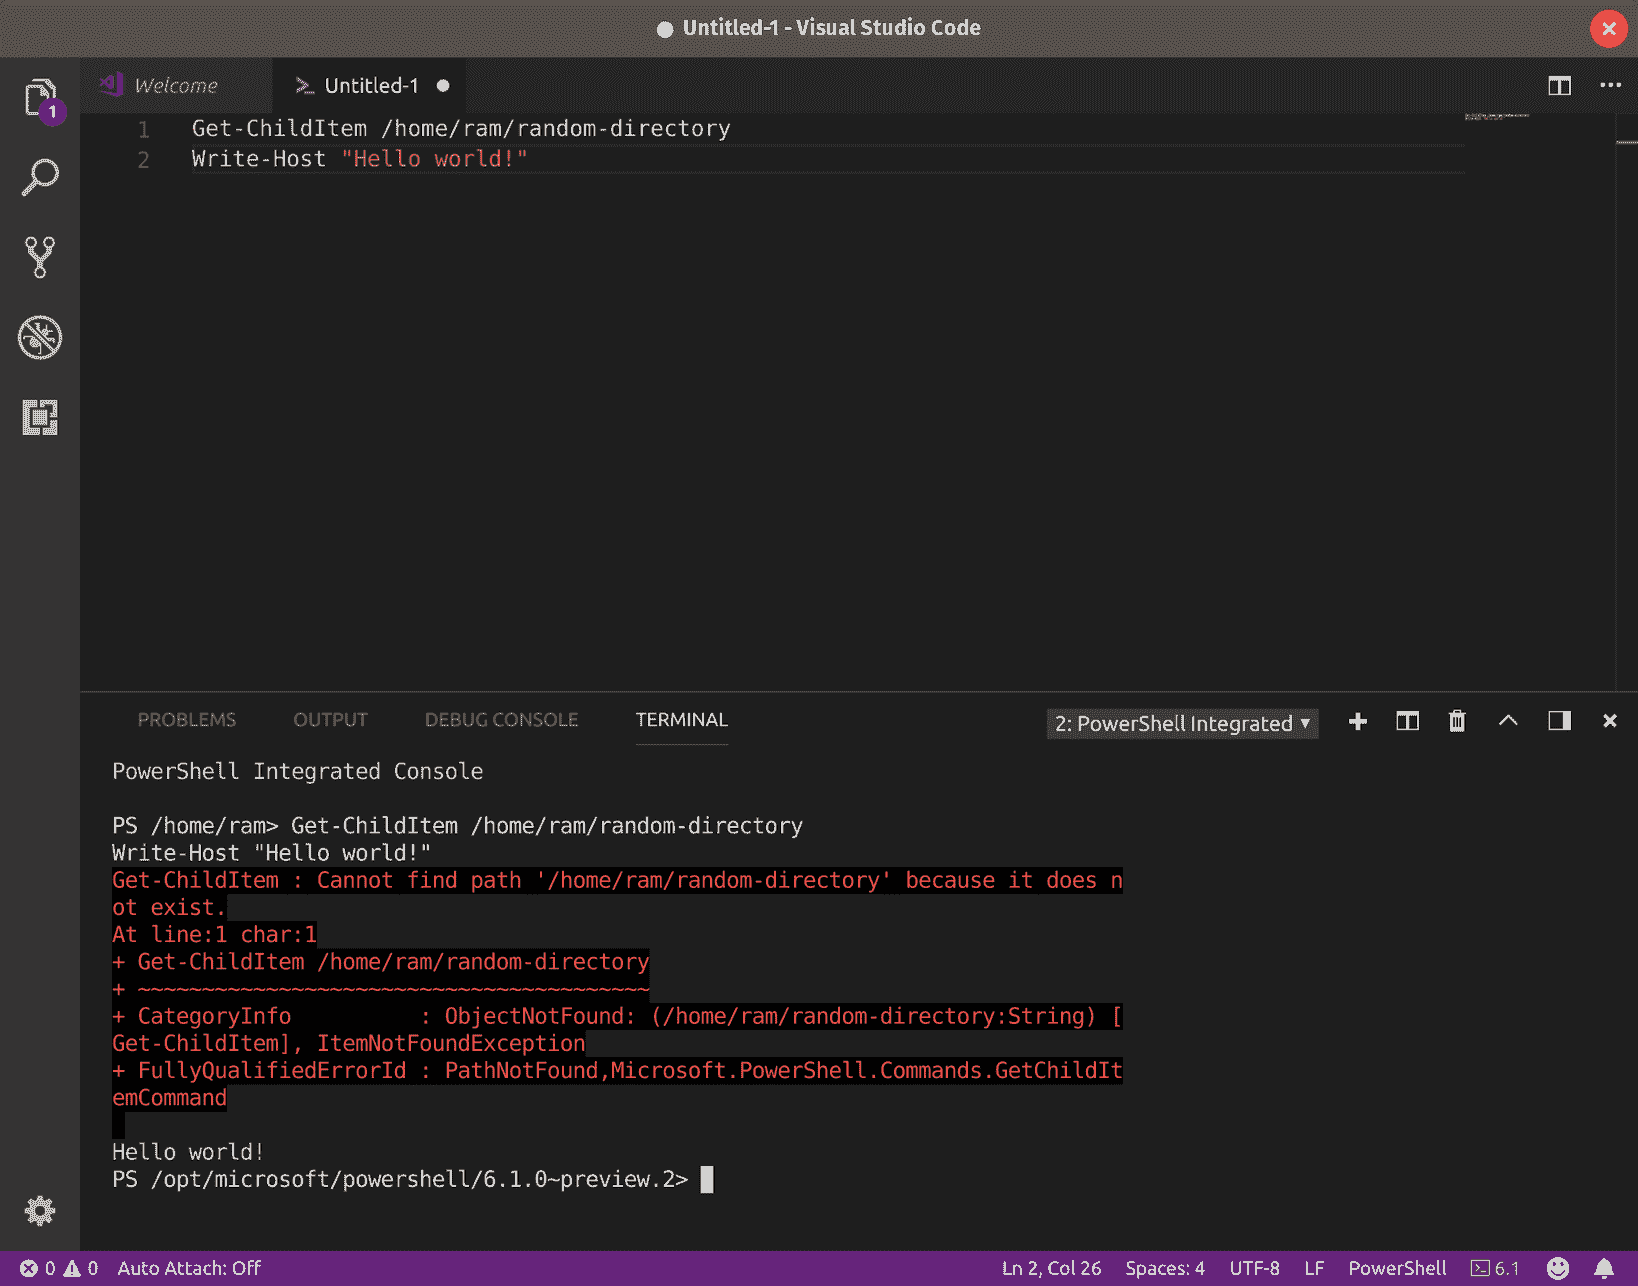 Untitled-1 - Visual Studio Code
1
Welcome
Untitled-1
1 Get-ChildItem /home/ram/random-directory
2 Write-Host "Hello world!"
PROBLEMS OUTPUT DEBUG CONSOLE TERMINAL 2: PowerShell Integrated
PowerShell Integrated Console
PS /home/ram> Get-ChildItem /home/ram/random-directory
Write-Host "Hello world!"
Get-ChildItem : Cannot find path '/home/ram/random-directory' because it does n
ot exist.
At line:1 char:1
+ Get-ChildItem /home/ram/random-directory
+ ~~~~~~~~~~~~~~~~~~~~~~~~~~~~~~~~~~~~~~~~
+ CategoryInfo          : ObjectNotFound: (/home/ram/random-directory:String) [
Get-ChildItem], ItemNotFoundException
+ FullyQualifiedErrorId : PathNotFound,Microsoft.PowerShell.Commands.GetChildIt
emCommand
Hello world!
PS /opt/microsoft/powershell/6.1.0~preview.2>
0 0 Auto Attach: Off Ln 2, Col 26 Spaces: 4 UTF-8 LF PowerShell 6.1